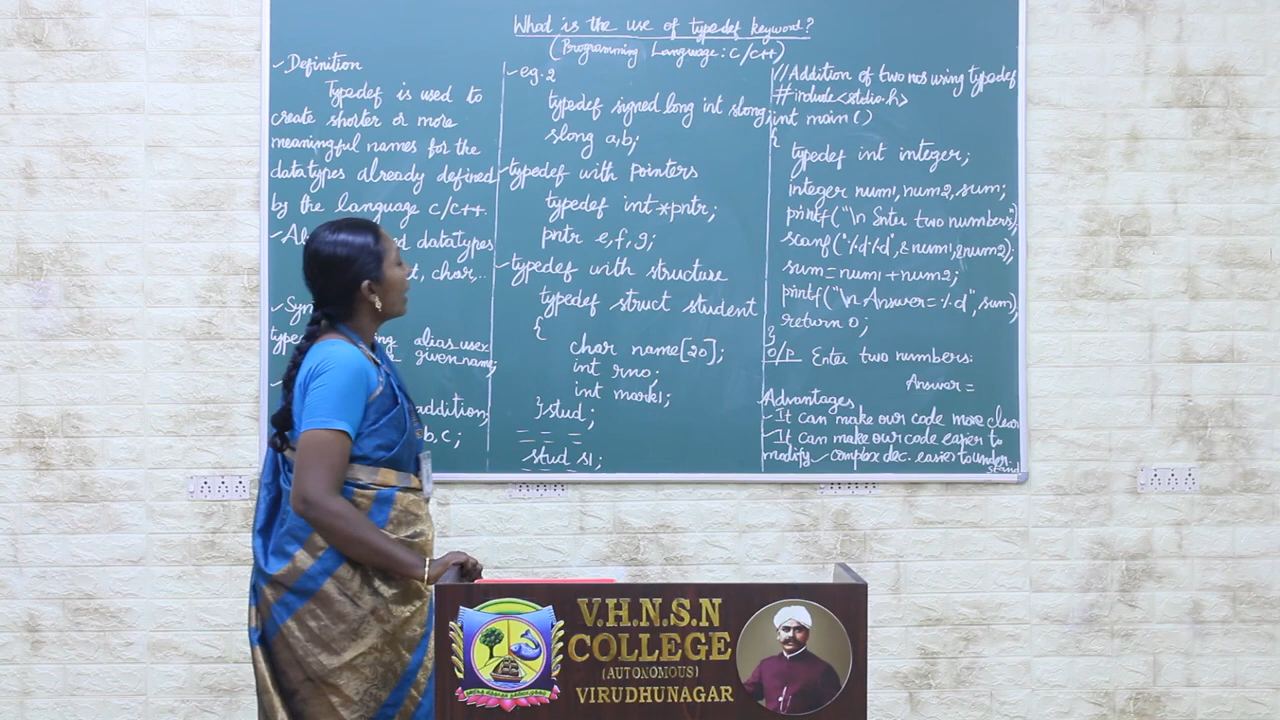 What is the use of typedef keyword?
(Programming Language: C/C++)
✓Definition
Typedef is used to
create shorter or more
meaningful names for the
datatypes already defined
by the language C/C++.
datatypes
char,..
alias_user
given name;
addition;
b,c;
✓eg.2
typedef signed long int slong;
slong a,b;
✓typedef with pointers
typedef int *pntr;
pntr e,f,g;
✓typedef with structure
typedef struct student
{
char name[20];
int rno;
int mark1;
}stud;
stud s1;
//Addition of two nos using typedef
#include<stdio.h>
int main()
{
typedef int integer;
integer num1, num2, sum;
printf("\n Enter two numbers");
scanf("%d%d",&num1,&num2);
sum=num1+num2;
printf("\n Answer=%d",sum);
return 0;
}
O/P Enter two numbers:
Answer=
Advantages
✓It can make our code more clear
✓It can make our code easier to
modify ✓complex dec. easier to under
stand
V.H.N.S.N
COLLEGE
(AUTONOMOUS)
VIRUDHUNAGAR